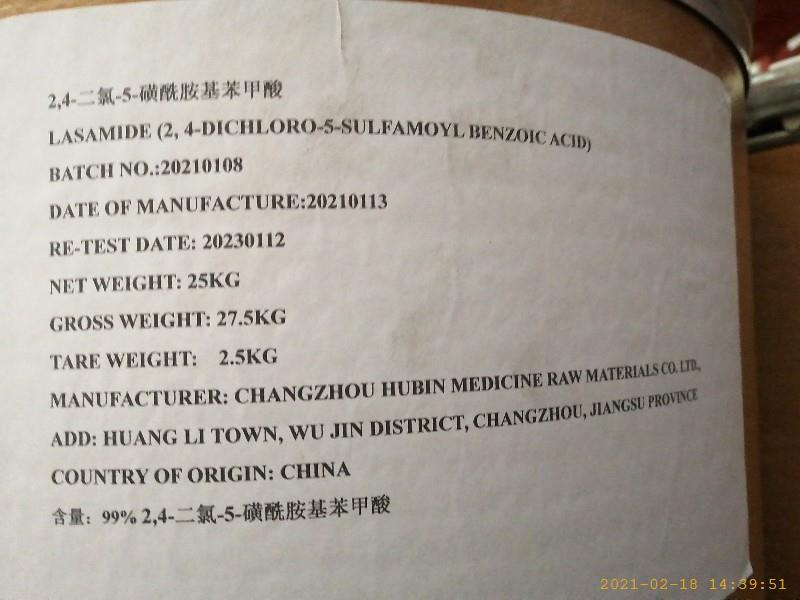 2,4-二氯-5-磺酰胺基苯甲酸
LASAMIDE (2, 4-DICHLORO-5-SULFAMOYL BENZOIC ACID)
BATCH NO.:20210108
DATE OF MANUFACTURE:20210113
RE-TEST DATE: 20230112
NET WEIGHT: 25KG
GROSS WEIGHT: 27.5KG
TARE WEIGHT: 2.5KG
MANUFACTURER: CHANGZHOU HUBIN MEDICINE RAW MATERIALS CO. LTD.,
ADD: HUANG LI TOWN, WU JIN DISTRICT, CHANGZHOU, JIANGSU PROVINCE
COUNTRY OF ORIGIN: CHINA
含量: 99% 2,4-二氯-5-磺酰胺基苯甲酸
2021-02-18 14:39:51